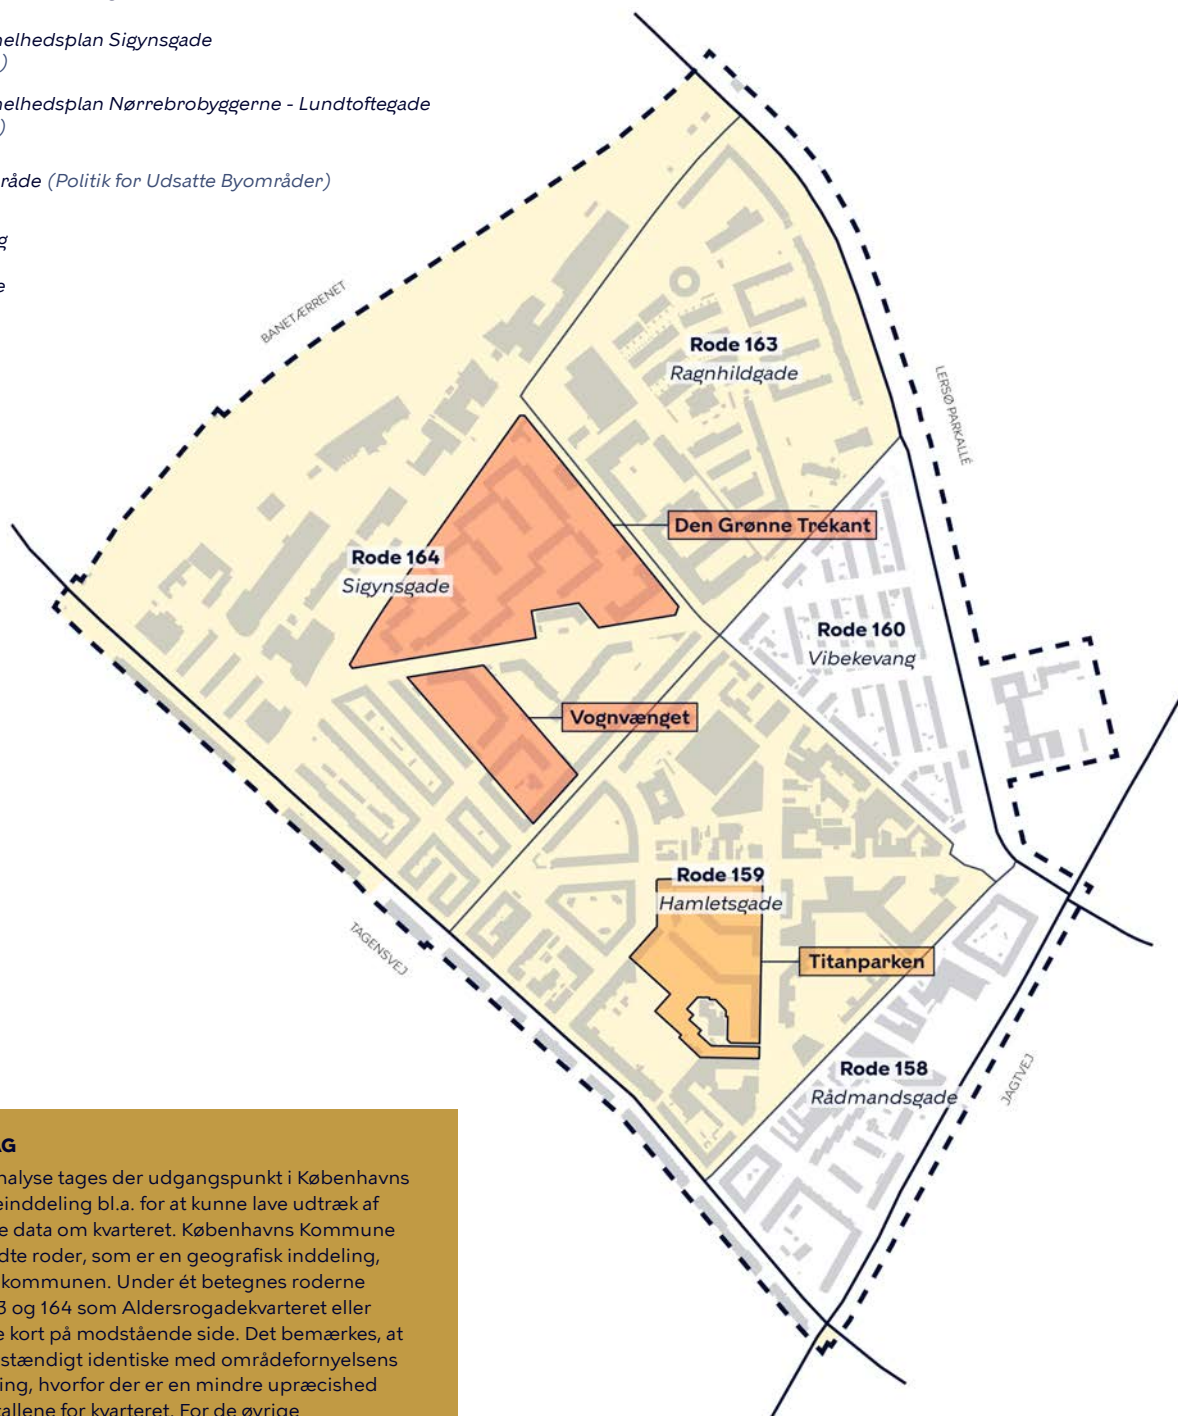 helhedsplan Sigynsgade
)
helhedsplan Nørrebrobyggerne - Lundtoftegade
)
råde (Politik for Udsatte Byområder)
g
e
BANETÆRRENET
Rode 163
Ragnhildgade
LERSØ PARKALLÉ
Den Grønne Trekant
Rode 164
Sigynsgade
Rode 160
Vibekevang
Vognvænget
Rode 159
Hamletsgade
TAGENSVEJ
Titanparken
Rode 158
Rådmandsgade
JAGTVEJ
AG
nalyse tages der udgangspunkt i Københavns
einddeling bl.a. for at kunne lave udtræk af
e data om kvarteret. Københavns Kommune
dte roder, som er en geografisk inddeling,
kommunen. Under ét betegnes roderne
3 og 164 som Aldersrogadekvarteret eller
e kort på modstående side. Det bemærkes, at
stændigt identiske med områdefornyelsens
ing, hvorfor der er en mindre upræcished
allene for kvarteret. For de øvrige